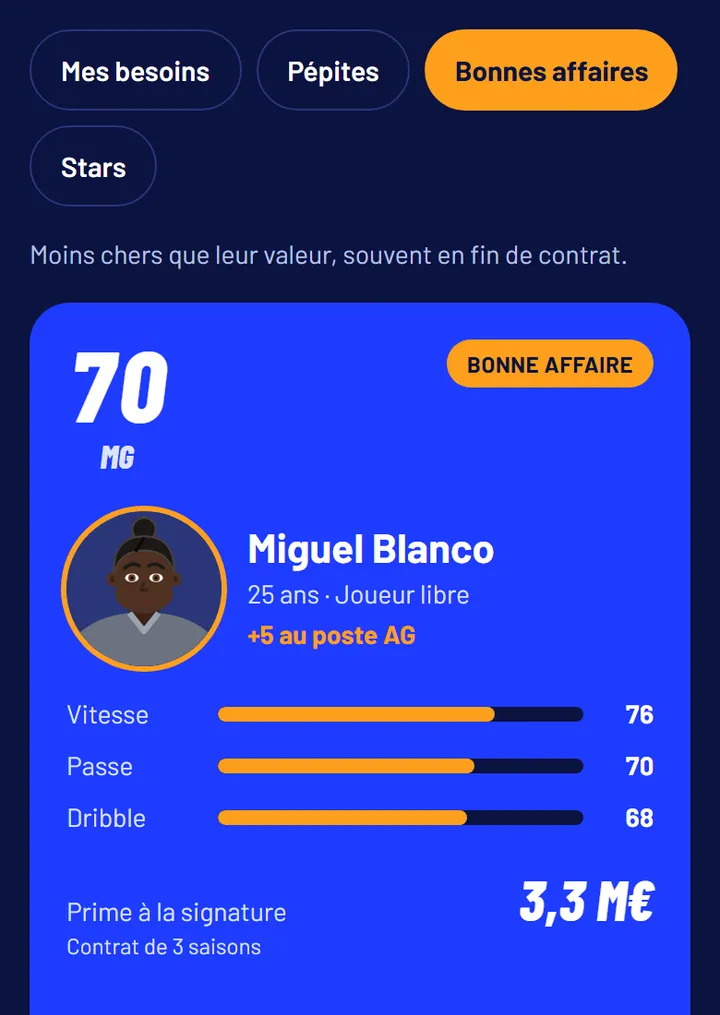 Mes besoins
Pépites
Bonnes affaires
Stars
Moins chers que leur valeur, souvent en fin de contrat.
70
BONNE AFFAIRE
MG
Miguel Blanco
25 ans · Joueur libre
+5 au poste AG
Vitesse 76
Passe 70
Dribble 68
Prime à la signature 3,3 M€
Contrat de 3 saisons